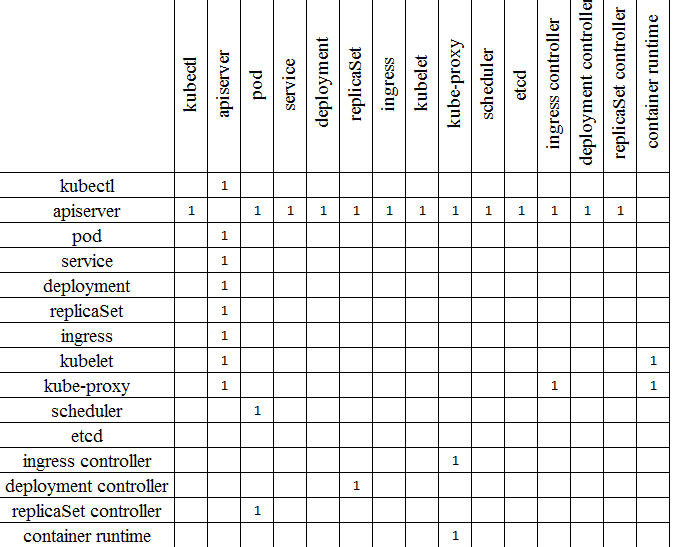 kubectl apiserver pod service deployment replicaSet ingress kubelet kube-proxy scheduler etcd ingress controller deployment controller replicaSet controller container runtime
kubectl 1
apiserver 1 1 1 1 1 1 1 1 1 1 1 1 1
pod 1
service 1
deployment 1
replicaSet 1
ingress 1
kubelet 1 1
kube-proxy 1 1 1
scheduler 1
etcd
ingress controller 1
deployment controller 1
replicaSet controller 1
container runtime 1